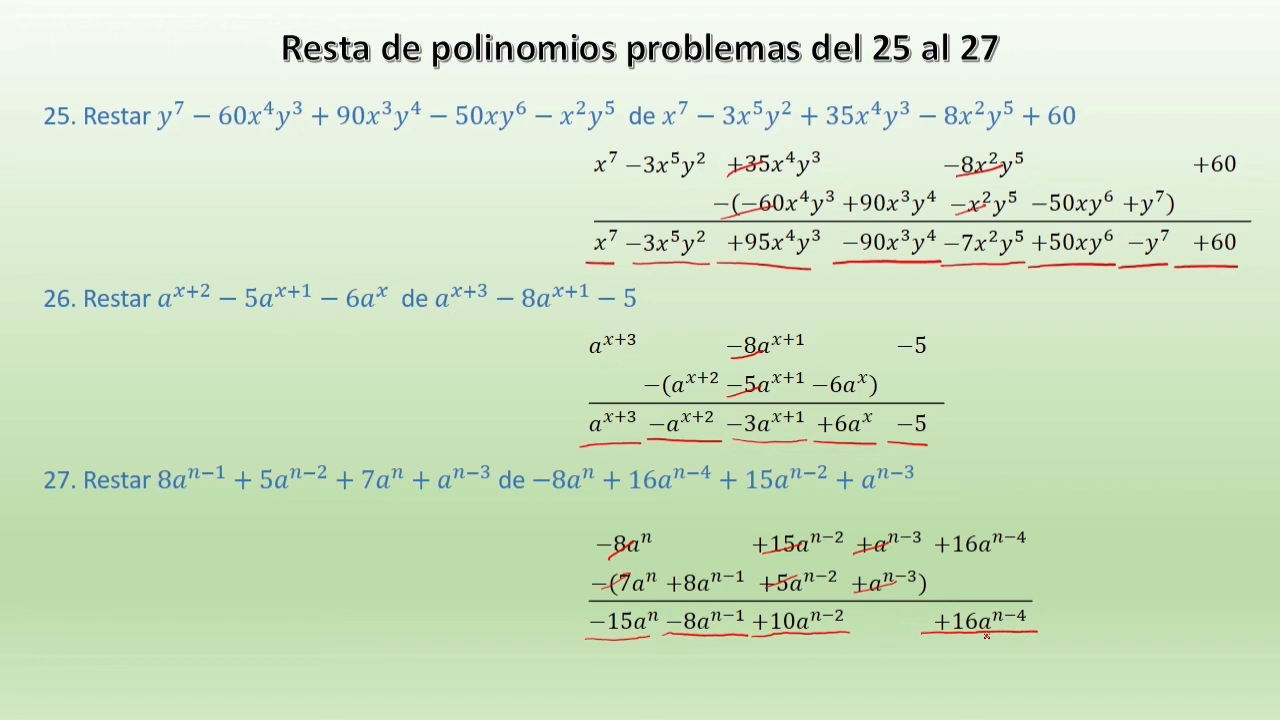 Resta de polinomios problemas del 25 al 27
25. Restar y⁷ − 60x⁴y³ + 90x³y⁴ − 50xy⁶ − x²y⁵ de x⁷ − 3x⁵y² + 35x⁴y³ − 8x²y⁵ + 60
x⁷ −3x⁵y² +35x⁴y³ −8x²y⁵ +60
−(−60x⁴y³ +90x³y⁴ −x²y⁵ −50xy⁶ +y⁷)
x⁷ −3x⁵y² +95x⁴y³ −90x³y⁴ −7x²y⁵ +50xy⁶ −y⁷ +60
26. Restar aˣ⁺² − 5aˣ⁺¹ − 6aˣ de aˣ⁺³ − 8aˣ⁺¹ − 5
aˣ⁺³ −8aˣ⁺¹ −5
−(aˣ⁺² −5aˣ⁺¹ −6aˣ)
aˣ⁺³ −aˣ⁺² −3aˣ⁺¹ +6aˣ −5
27. Restar 8aⁿ⁻¹ + 5aⁿ⁻² + 7aⁿ + aⁿ⁻³ de −8aⁿ + 16aⁿ⁻⁴ + 15aⁿ⁻² + aⁿ⁻³
−8aⁿ +15aⁿ⁻² +aⁿ⁻³ +16aⁿ⁻⁴
−(7aⁿ +8aⁿ⁻¹ +5aⁿ⁻² +aⁿ⁻³)
−15aⁿ −8aⁿ⁻¹ +10aⁿ⁻² +16aⁿ⁻⁴